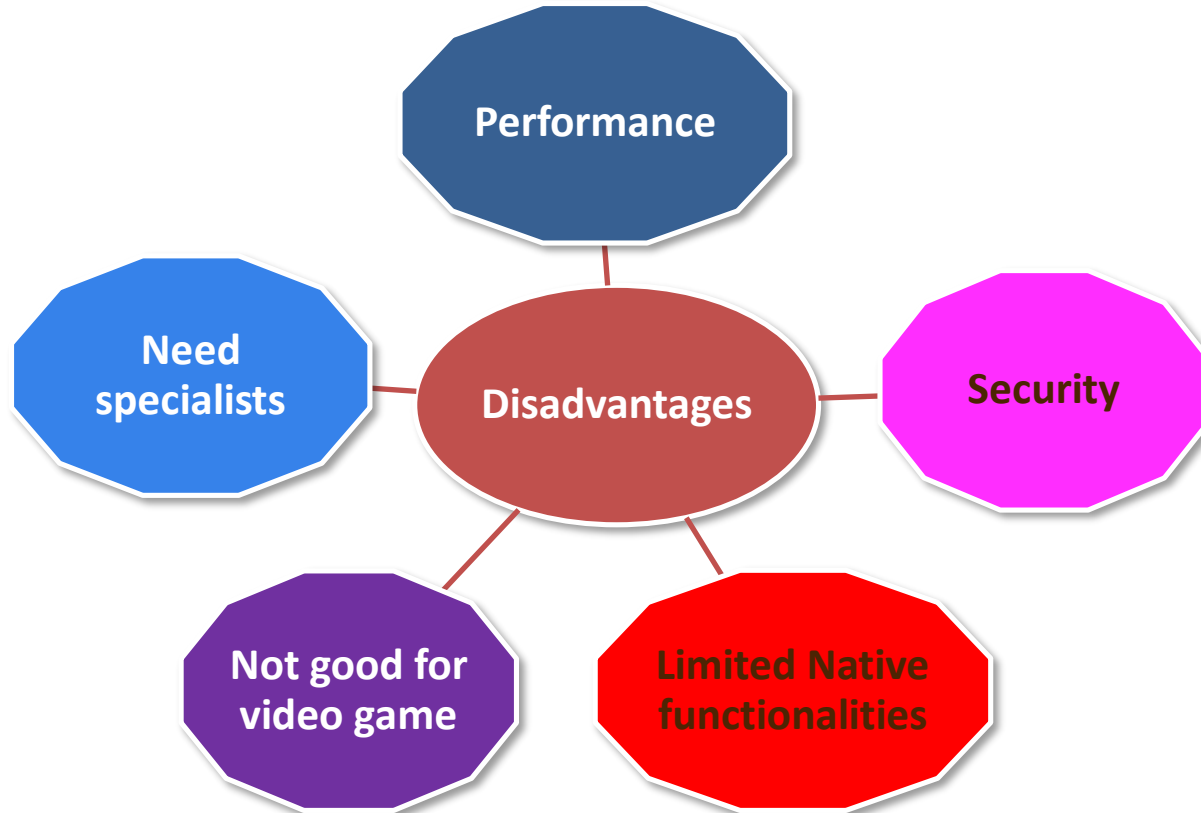 Performance
Need
specialists
Disadvantages
Security
Not good for
video game
Limited Native
functionalities